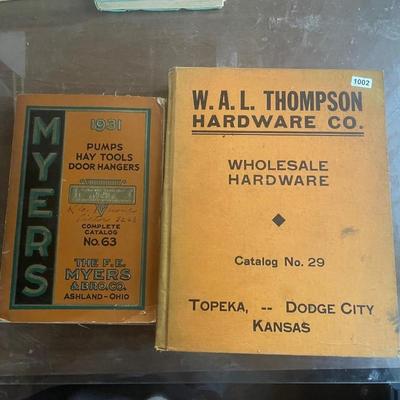 MYERS
1931
PUMPS
HAY TOOLS
DOOR HANGERS
COMPLETE
CATALOG
No. 63
THE F. E.
MYERS
& BRO. CO.
ASHLAND - OHIO
1002
W. A. L. THOMPSON
HARDWARE CO.
WHOLESALE
HARDWARE
Catalog No. 29
TOPEKA, -- DODGE CITY
KANSAS